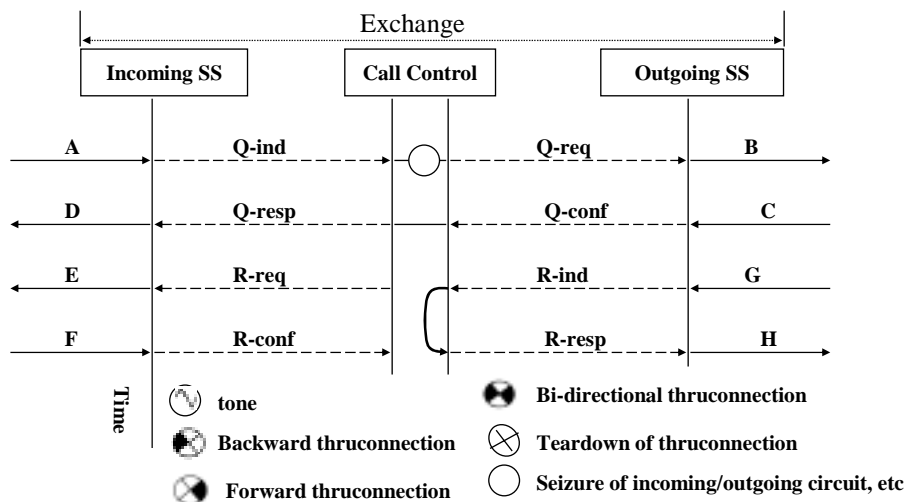 Exchange
Incoming SS Call Control Outgoing SS
A Q-ind Q-req B
D Q-resp Q-conf C
E R-req R-ind G
F R-conf R-resp H
Time
tone Bi-directional thruconnection
Backward thruconnection Teardown of thruconnection
Forward thruconnection Seizure of incoming/outgoing circuit, etc